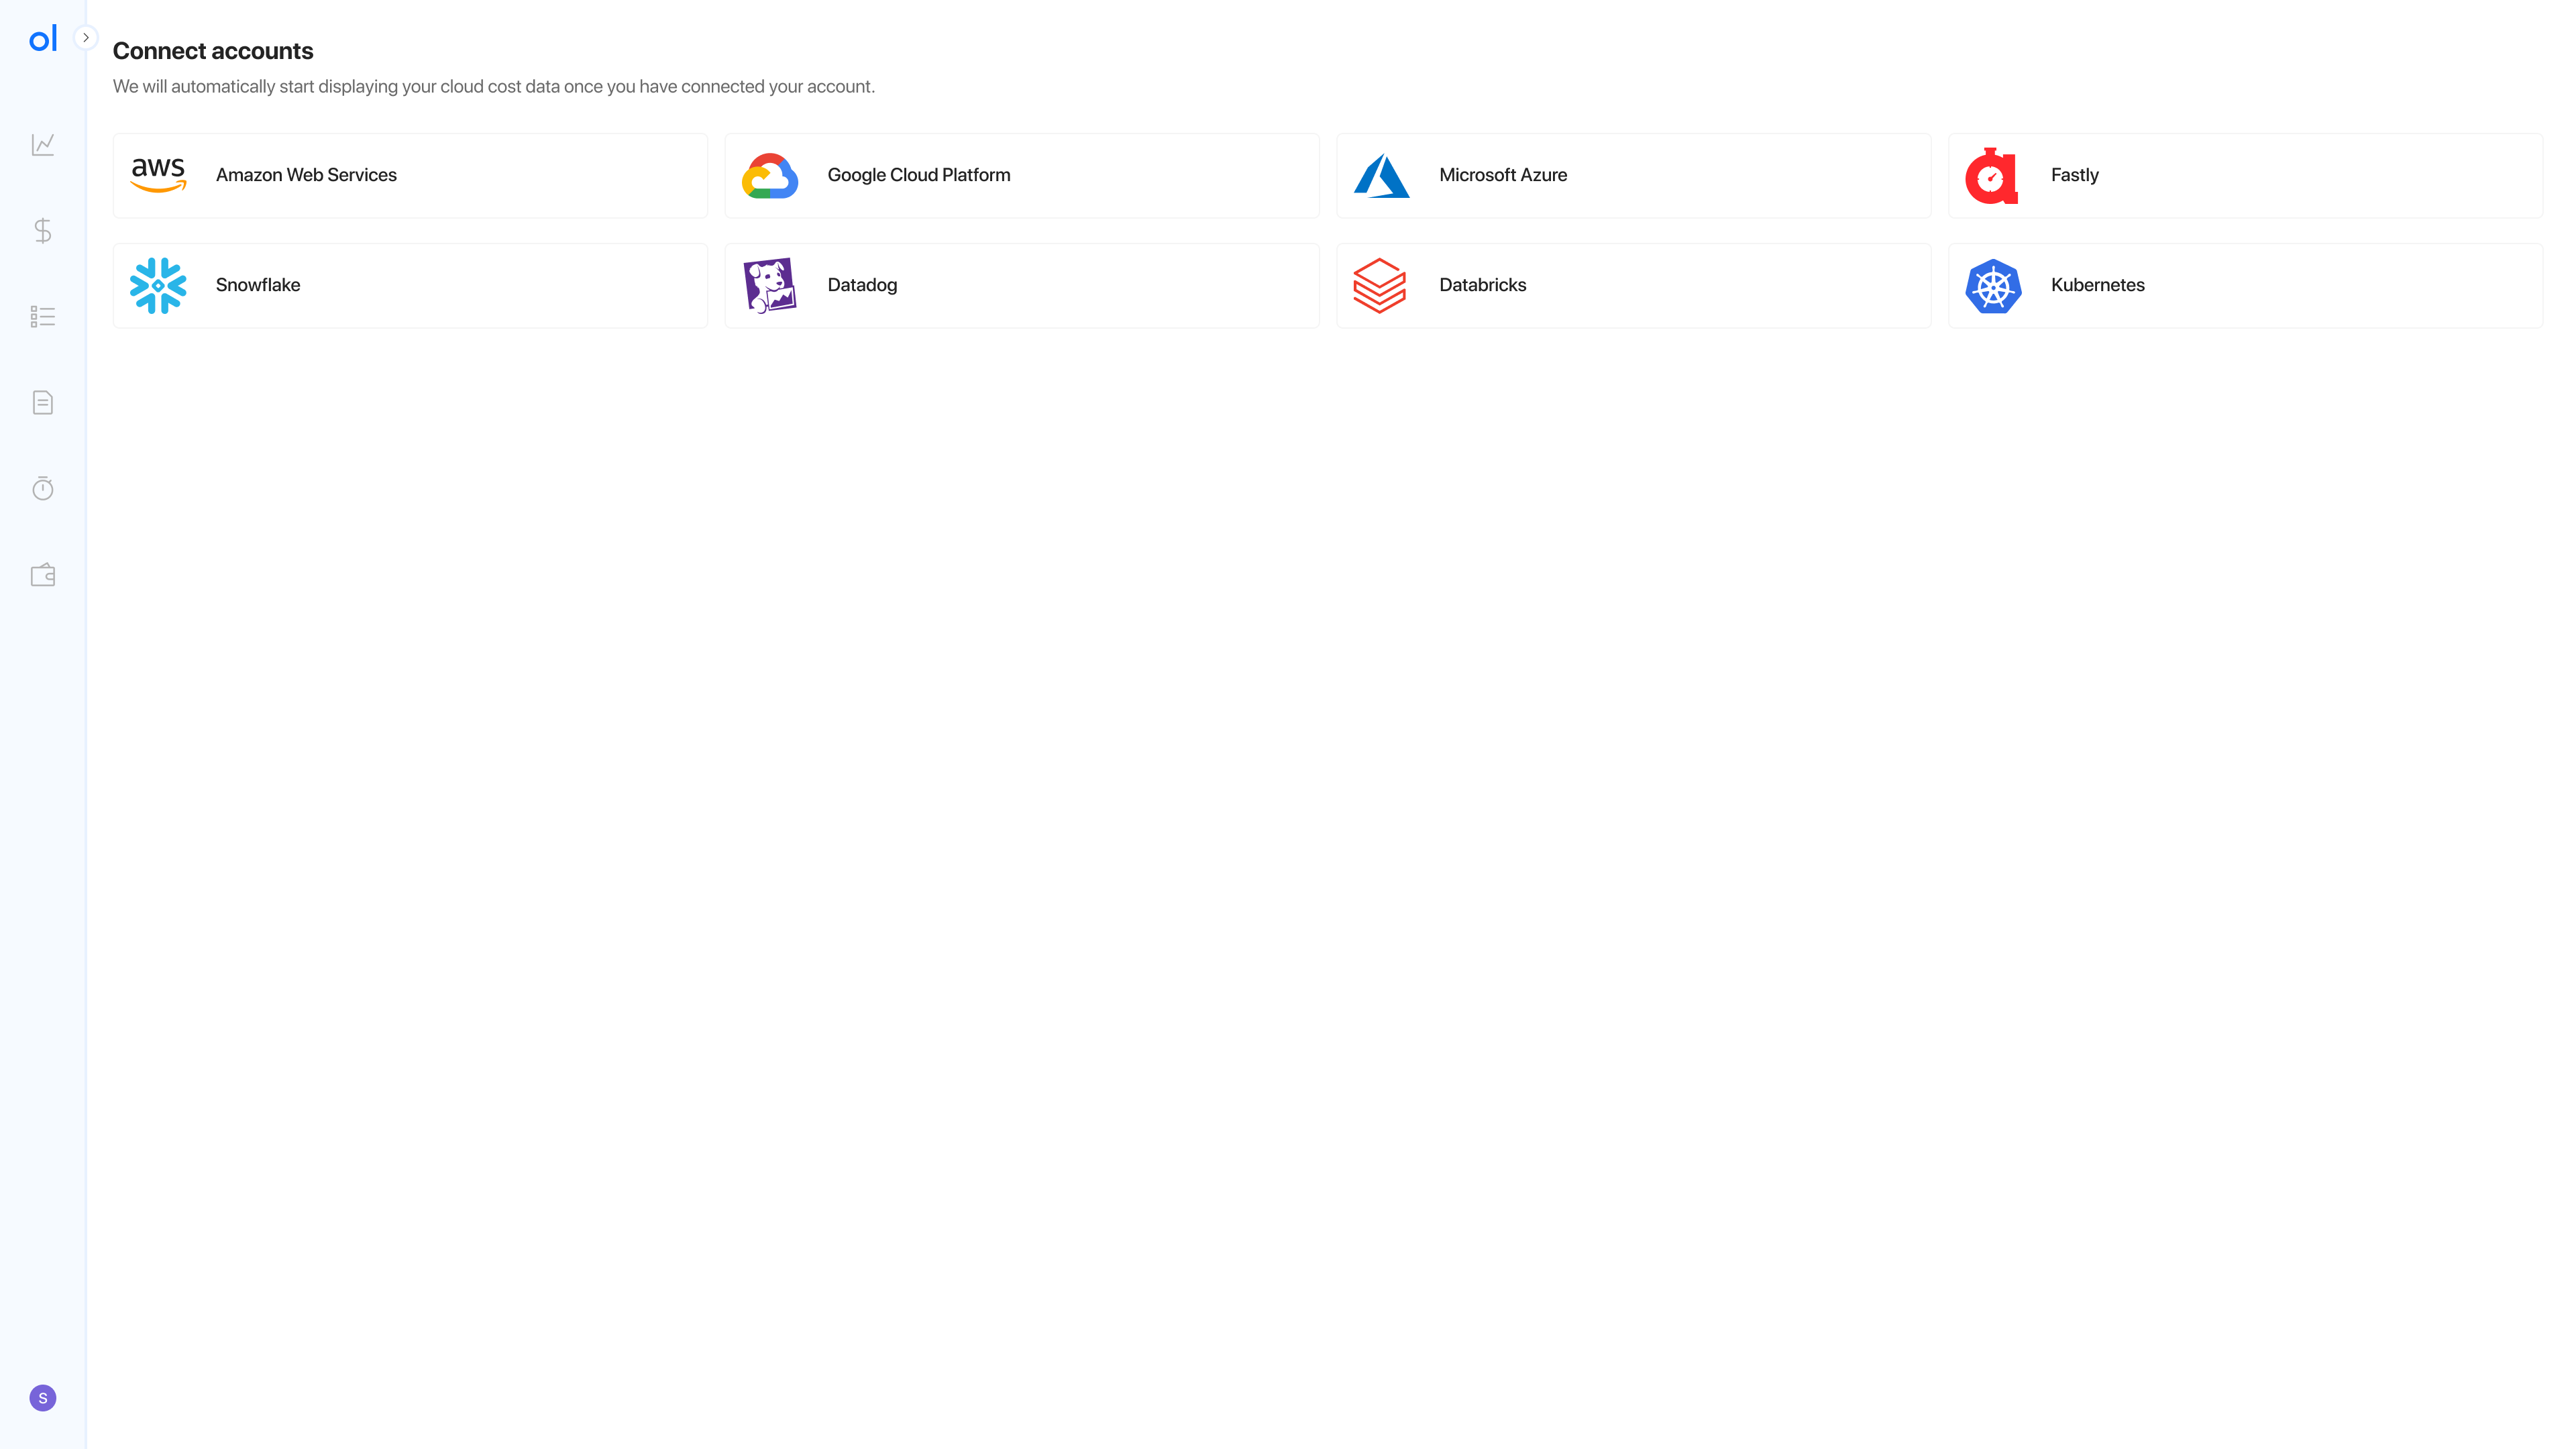 ol
Connect accounts
We will automatically start displaying your cloud cost data once you have connected your account.
aws
Amazon Web Services
Google Cloud Platform
Microsoft Azure
Fastly
Snowflake
Datadog
Databricks
Kubernetes
S